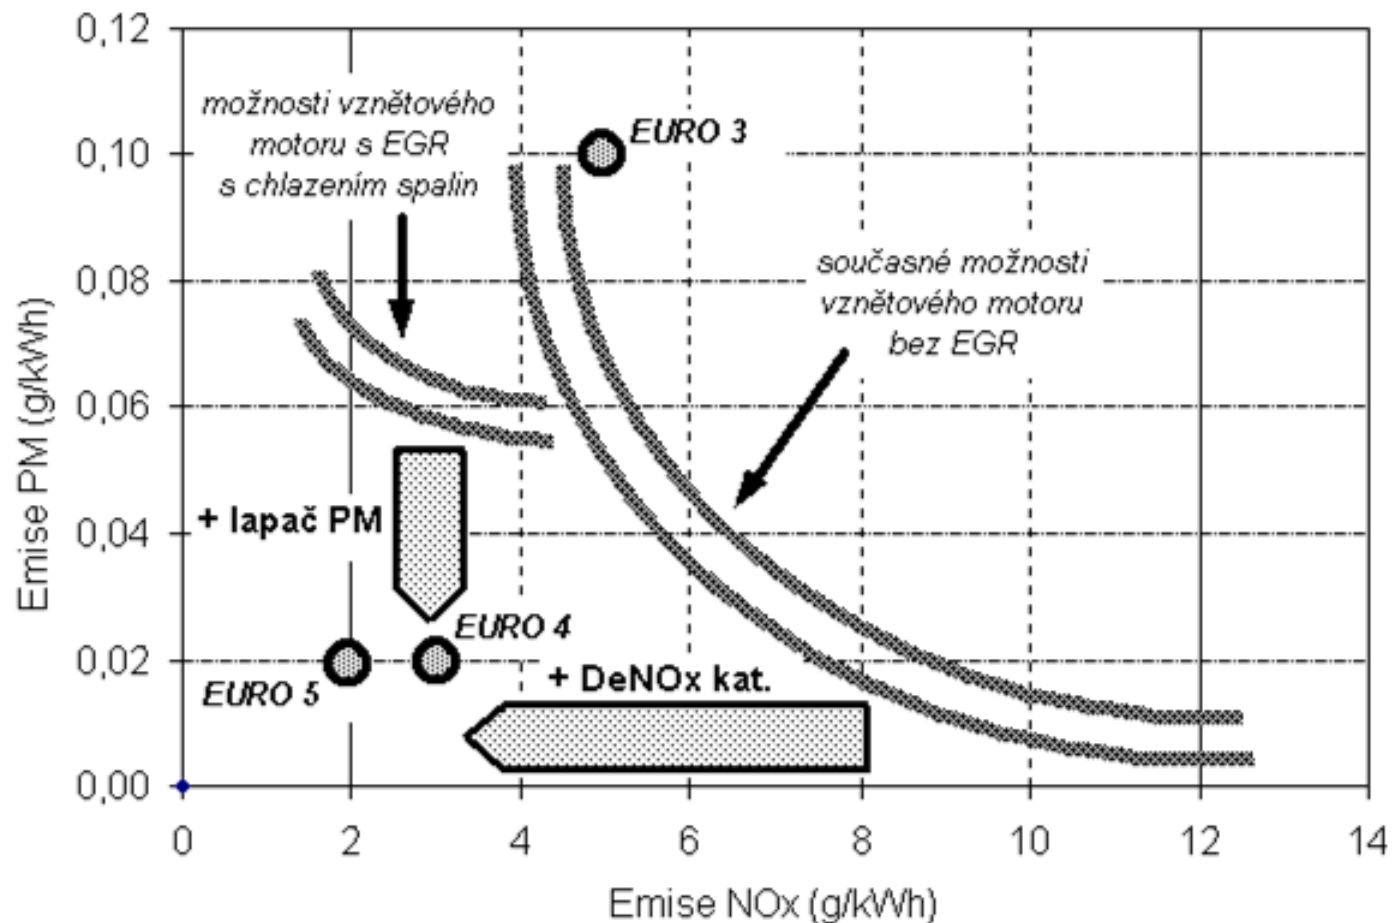 0,12
0,10
0,08
0,06
0,04
0,02
0,00
Emise PM (g/kWh)
možnosti vznětového
motoru s EGR
s chlazením spalin
EURO 3
současné možnosti
vznětového motoru
bez EGR
+ lapač PM
EURO 4
EURO 5
+ DeNOx kat.
0 2 4 6 8 10 12 14
Emise NOx (g/kWh)